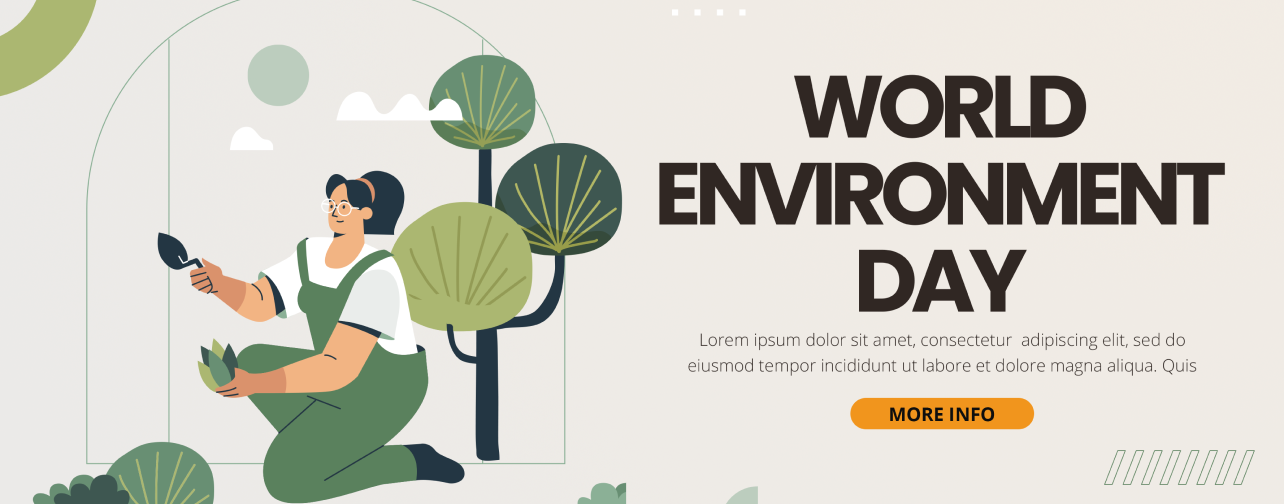 WORLD
ENVIRONMENT
DAY
Lorem ipsum dolor sit amet, consectetur adipiscing elit, sed do
eiusmod tempor incididunt ut labore et dolore magna aliqua. Quis
MORE INFO